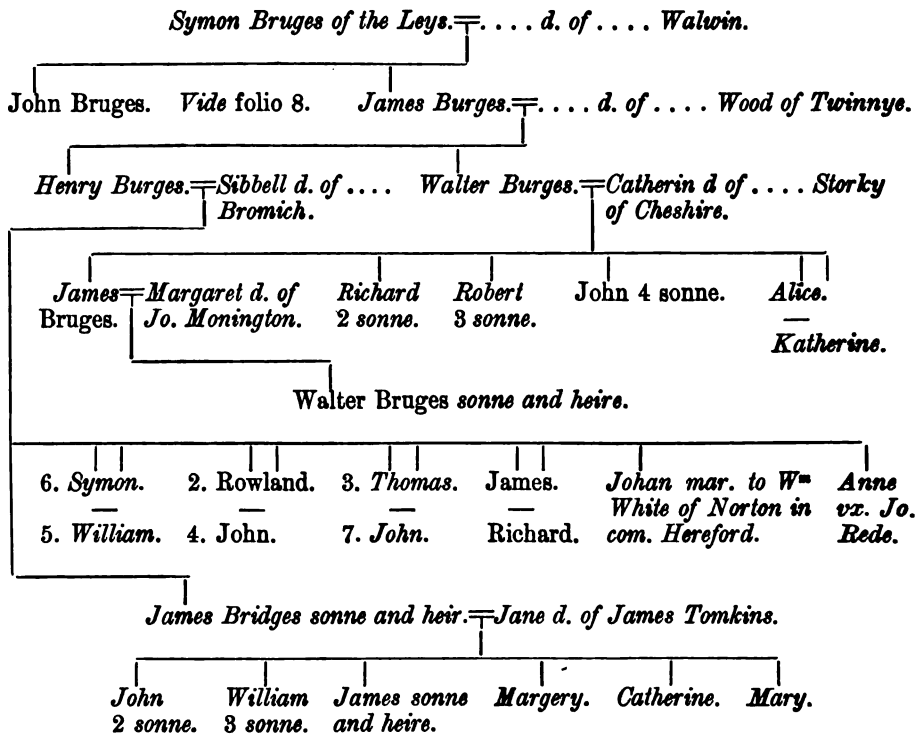 Symon Bruges of the Leys.=.... d. of .... Walwin.
John Bruges. Vide folio 8. James Burges.=.... d. of .... Wood of Twinnye.
Henry Burges.=Sibbell d. of .... Walter Burges.=Catherin d of .... Storky
Bromich. of Cheshire.
James=Margaret d. of Richard Robert John 4 sonne. Alice.
Bruges. Jo. Monington. 2 sonne. 3 sonne. —
Katherine.
Walter Bruges sonne and heire.
6. Symon. 2. Rowland. 3. Thomas. James. Johan mar. to Wm Anne
— — — — White of Norton in vx. Jo.
5. William. 4. John. 7. John. Richard. com. Hereford. Rede.
James Bridges sonne and heir.=Jane d. of James Tomkins.
John William James sonne Margery. Catherine. Mary.
2 sonne. 3 sonne. and heire.